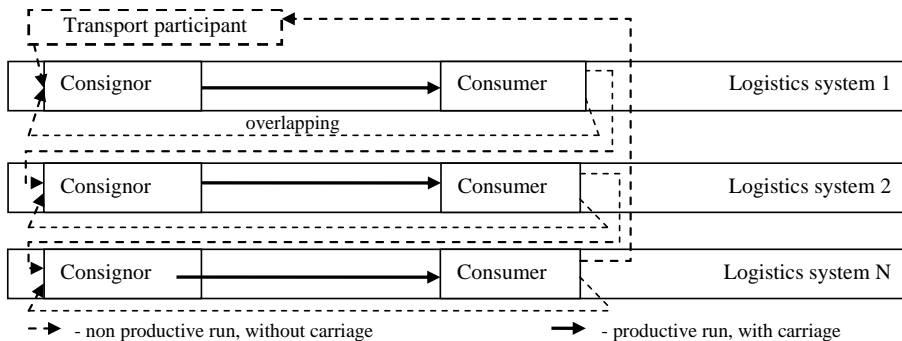 Transport participant
Consignor Consumer Logistics system 1
overlapping
Consignor Consumer Logistics system 2
Consignor Consumer Logistics system N
- non productive run, without carriage - productive run, with carriage